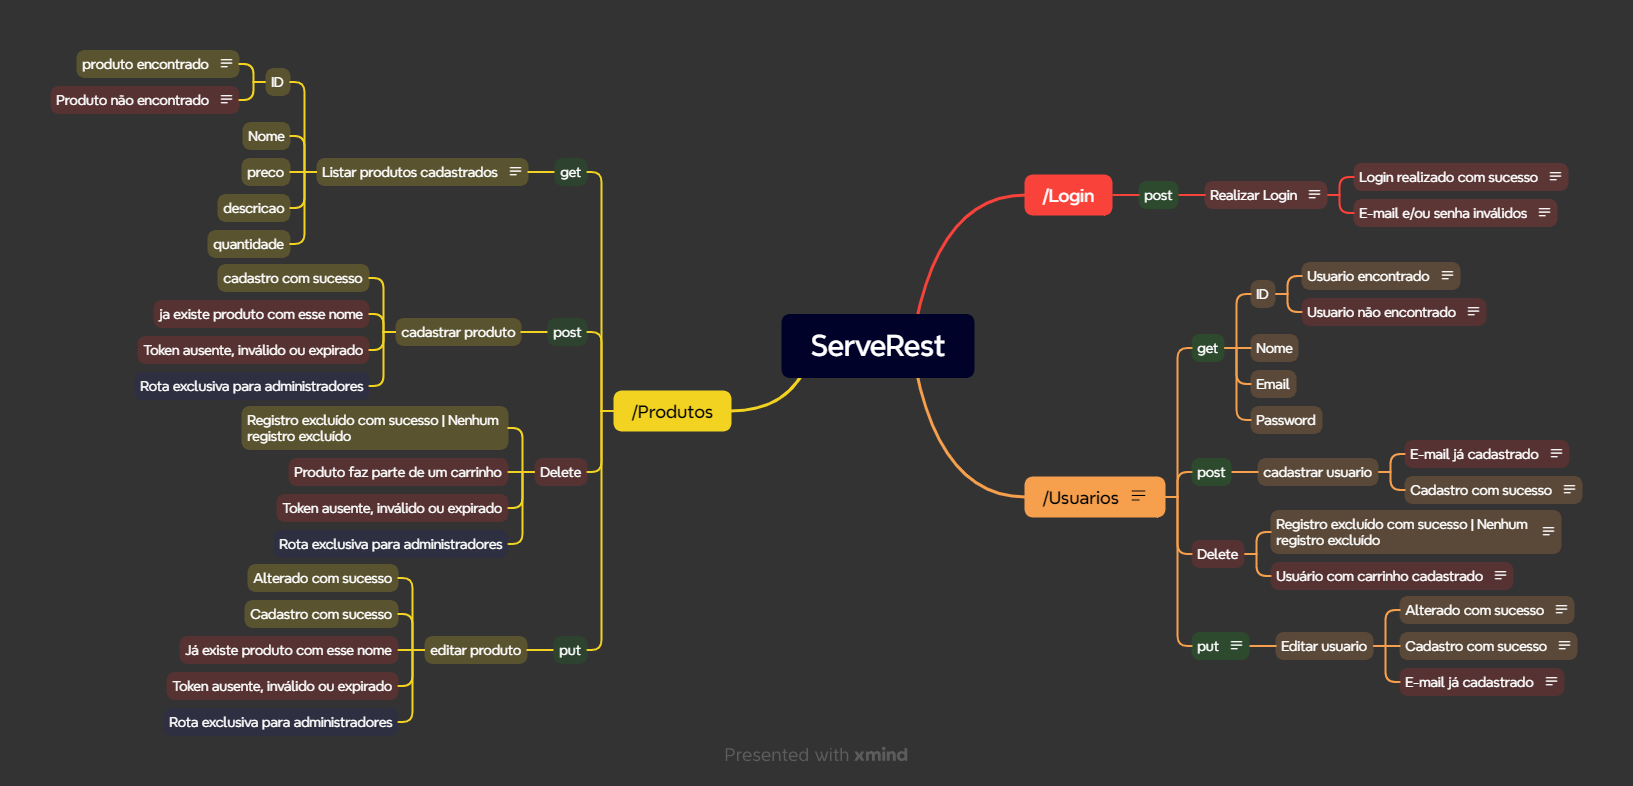 ServeRest
/Login
post
Realizar Login
Login realizado com sucesso
E-mail e/ou senha inválidos
/Usuarios
get
ID
Usuario encontrado
Usuario não encontrado
Nome
Email
Password
post
cadastrar usuario
E-mail já cadastrado
Cadastro com sucesso
Delete
Registro excluído com sucesso | Nenhum
registro excluído
Usuário com carrinho cadastrado
put
Editar usuario
Alterado com sucesso
Cadastro com sucesso
E-mail já cadastrado
/Produtos
get
Listar produtos cadastrados
ID
produto encontrado
Produto não encontrado
Nome
preco
descricao
quantidade
post
cadastrar produto
cadastro com sucesso
ja existe produto com esse nome
Token ausente, inválido ou expirado
Rota exclusiva para administradores
Delete
Registro excluído com sucesso | Nenhum
registro excluído
Produto faz parte de um carrinho
Token ausente, inválido ou expirado
Rota exclusiva para administradores
put
editar produto
Alterado com sucesso
Cadastro com sucesso
Já existe produto com esse nome
Token ausente, inválido ou expirado
Rota exclusiva para administradores
Presented with xmind